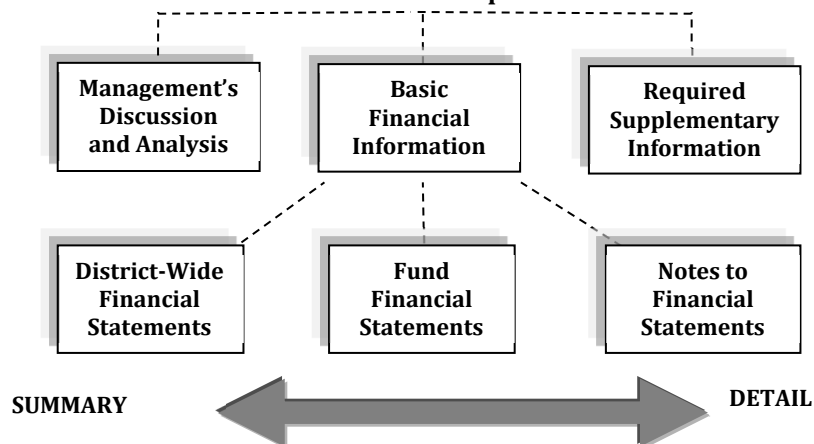 Management's
Discussion
and Analysis
Basic
Financial
Information
Required
Supplementary
Information
District-Wide
Financial
Statements
Fund
Financial
Statements
Notes to
Financial
Statements
SUMMARY
DETAIL